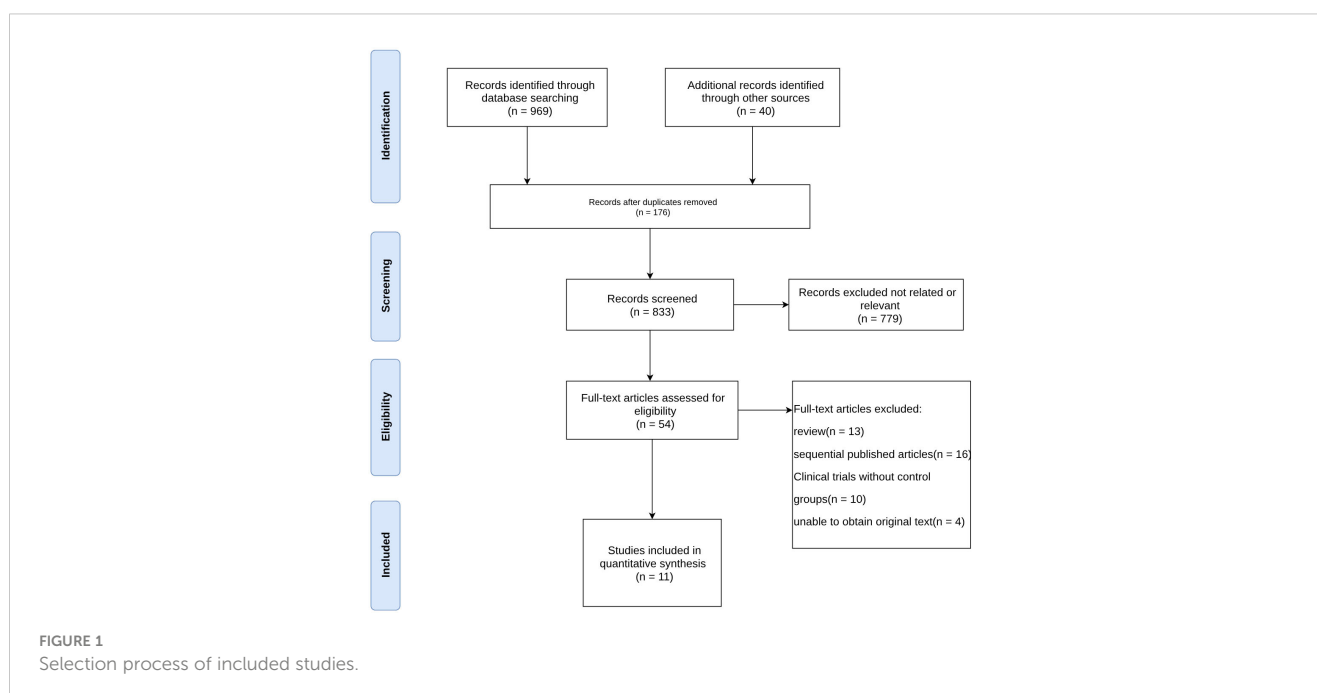 Identification
Records identified through
database searching
(n = 969)
Additional records identified
through other sources
(n = 40)
Records after duplicates removed
(n = 176)
Screening
Records screened
(n = 833)
Records excluded not related or
relevant
(n = 779)
Eligibility
Full-text articles assessed for
eligibility
(n = 54)
Full-text articles excluded:
review(n = 13)
sequential published articles(n = 16)
Clinical trials without control
groups(n = 10)
unable to obtain original text(n = 4)
Included
Studies included in
quantitative synthesis
(n = 11)
FIGURE 1
Selection process of included studies.